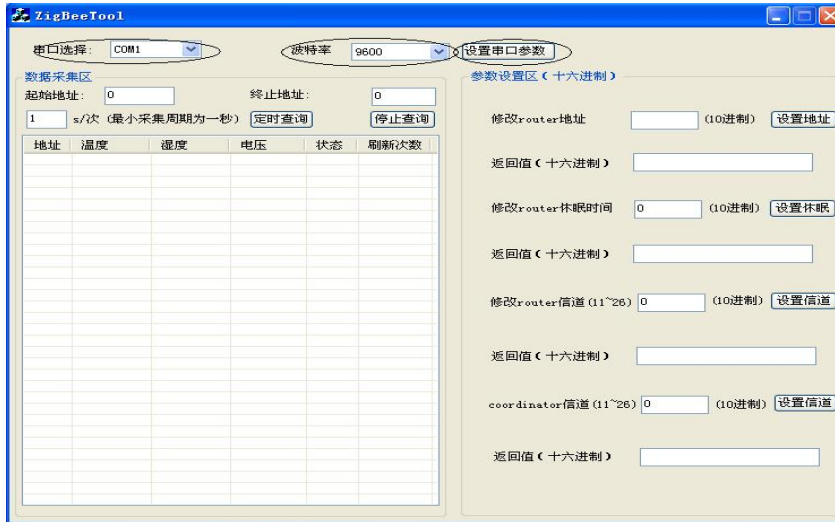 ZigBeeTool
串口选择: COM1 波特率 9600 设置串口参数
数据采集区
起始地址: 0 终止地址: 0
1 s/次 (最小采集周期为一秒) 定时查询 停止查询
地址 温度 湿度 电压 状态 刷新次数
参数设置区(十六进制)
修改router地址 (10进制) 设置地址
返回值(十六进制)
修改router休眠时间 0 (10进制) 设置休眠
返回值(十六进制)
修改router信道(11~26) 0 (10进制) 设置信道
返回值(十六进制)
coordinator信道(11~26) 0 (10进制) 设置信道
返回值(十六进制)